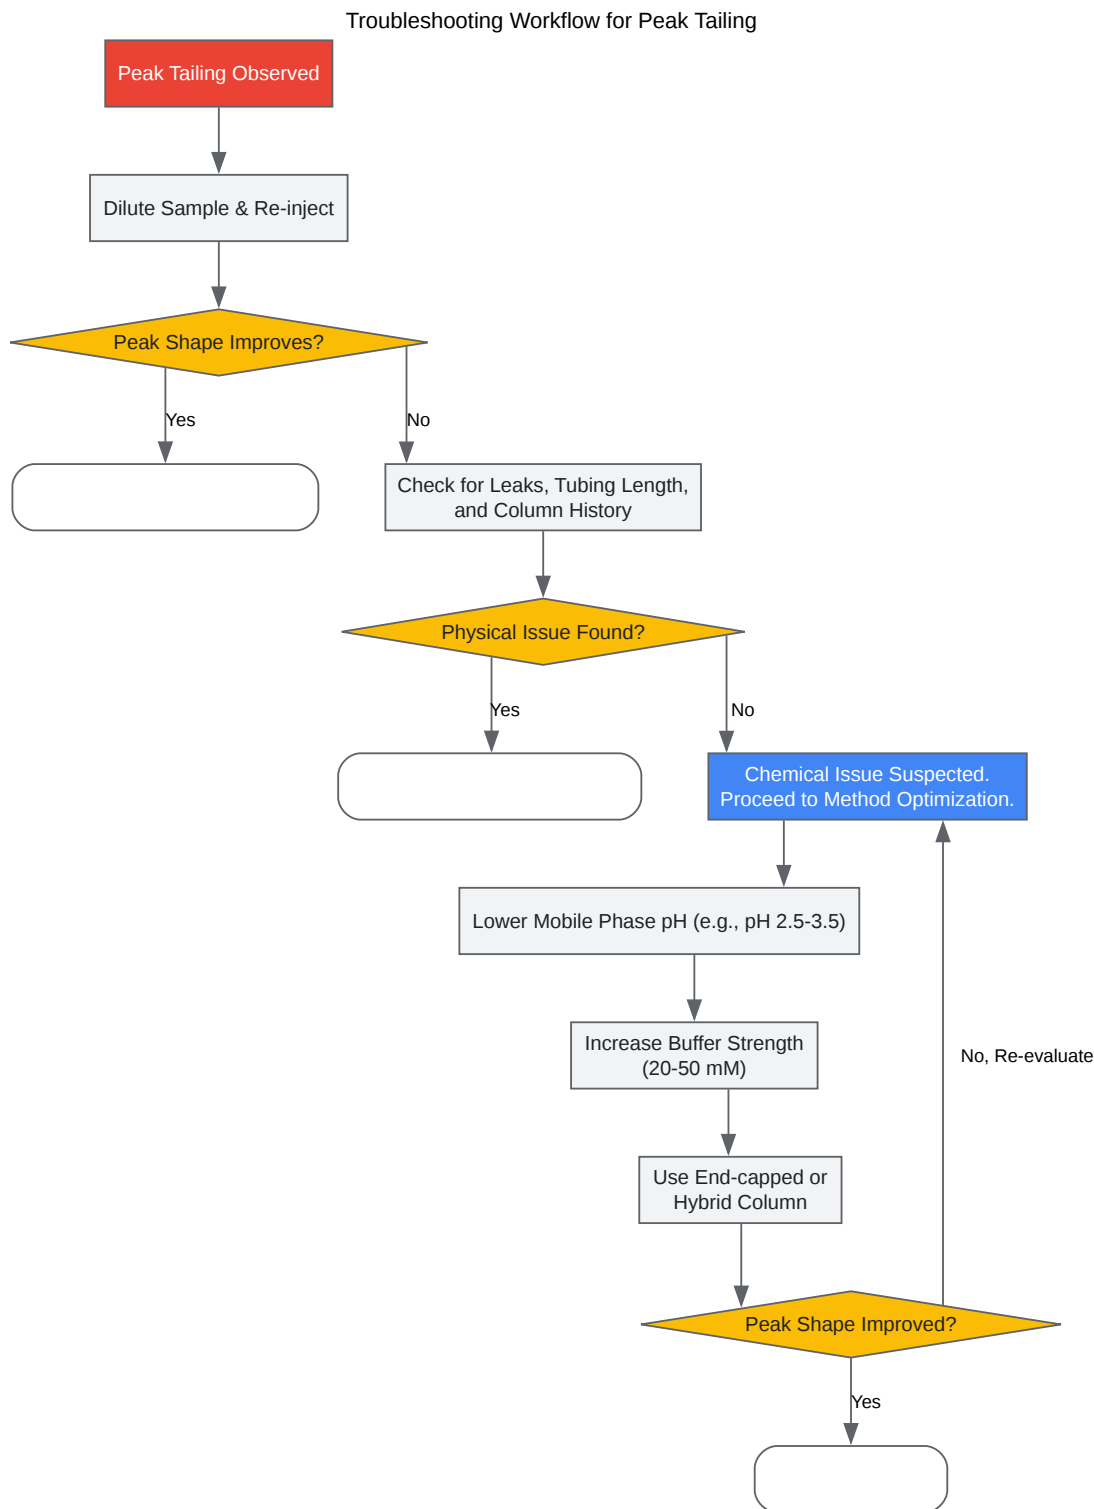 Troubleshooting Workflow for Peak Tailing
Peak Tailing Observed
Dilute Sample & Re-inject
Peak Shape Improves?
Yes
No
Check for Leaks, Tubing Length,
and Column History
Physical Issue Found?
Yes
No
Chemical Issue Suspected.
Proceed to Method Optimization.
Lower Mobile Phase pH (e.g., pH 2.5-3.5)
Increase Buffer Strength
(20-50 mM)
No, Re-evaluate
Use End-capped or
Hybrid Column
Peak Shape Improved?
Yes